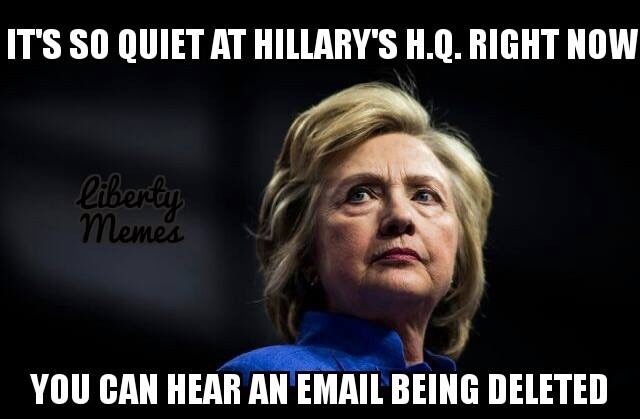 IT'S SO QUIET AT HILLARY'S H.Q. RIGHT NOW
Liberty
Memes
YOU CAN HEAR AN EMAIL BEING DELETED